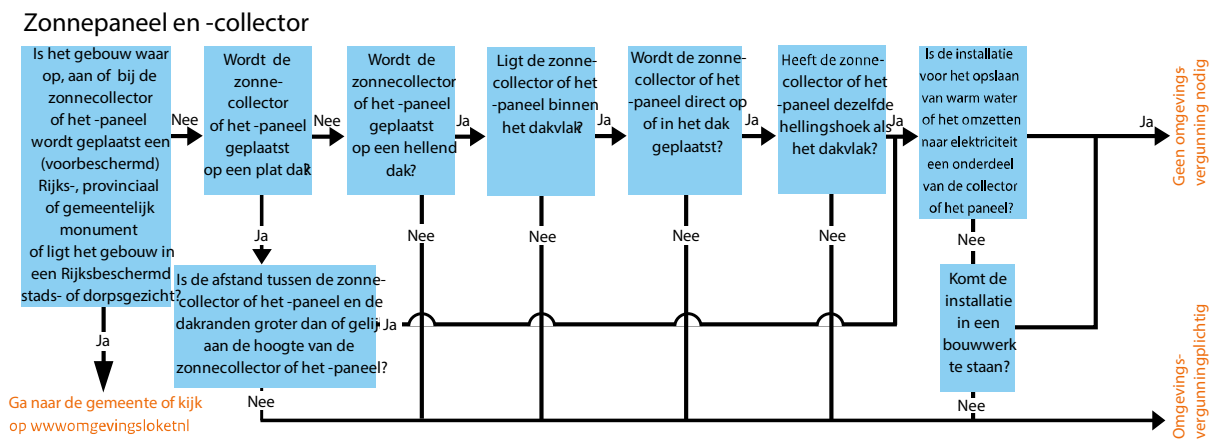 Zonnepaneel en -collector
Is het gebouw waar
op, aan of bij de
zonnecollector
of het -paneel
wordt geplaatst een
(voorbeschermd)
Rijks-, provinciaal
of gemeentelijk
monument
of ligt het gebouw in
een Rijksbeschermd
stads- of dorpsgezicht?
Nee
Ja
Ga naar de gemeente of kijk
op wwwomgevingsloketnl
Wordt de
zonne-
collector
of het -paneel
geplaatst
op een plat dak?
Nee
Ja
Is de afstand tussen de zonne-
collector of het -paneel en de
dakranden groter dan of gelij
aan de hoogte van de
zonnecollector of het -paneel?
Ja
Nee
Wordt de
zonnecollector
of het -paneel
geplaatst
op een hellend
dak?
Ja
Nee
Ligt de zonne-
collector of het
-paneel binnen
het dakvlak?
Ja
Nee
Wordt de zonne-
collector of het
-paneel direct op
of in het dak
geplaatst?
Ja
Nee
Heeft de zonne-
collector of het
-paneel dezelfde
hellingshoek als
het dakvlak?
Ja
Nee
Is de installatie
voor het opslaan
van warm water
of het omzetten
naar elektriciteit
een onderdeel
van de collector
of het paneel?
Ja
Nee
Komt de
installatie
in een
bouwwerk
te staan?
Nee
Geen omgevings-
vergunning nodig
Omgevings-
vergunningplichtig